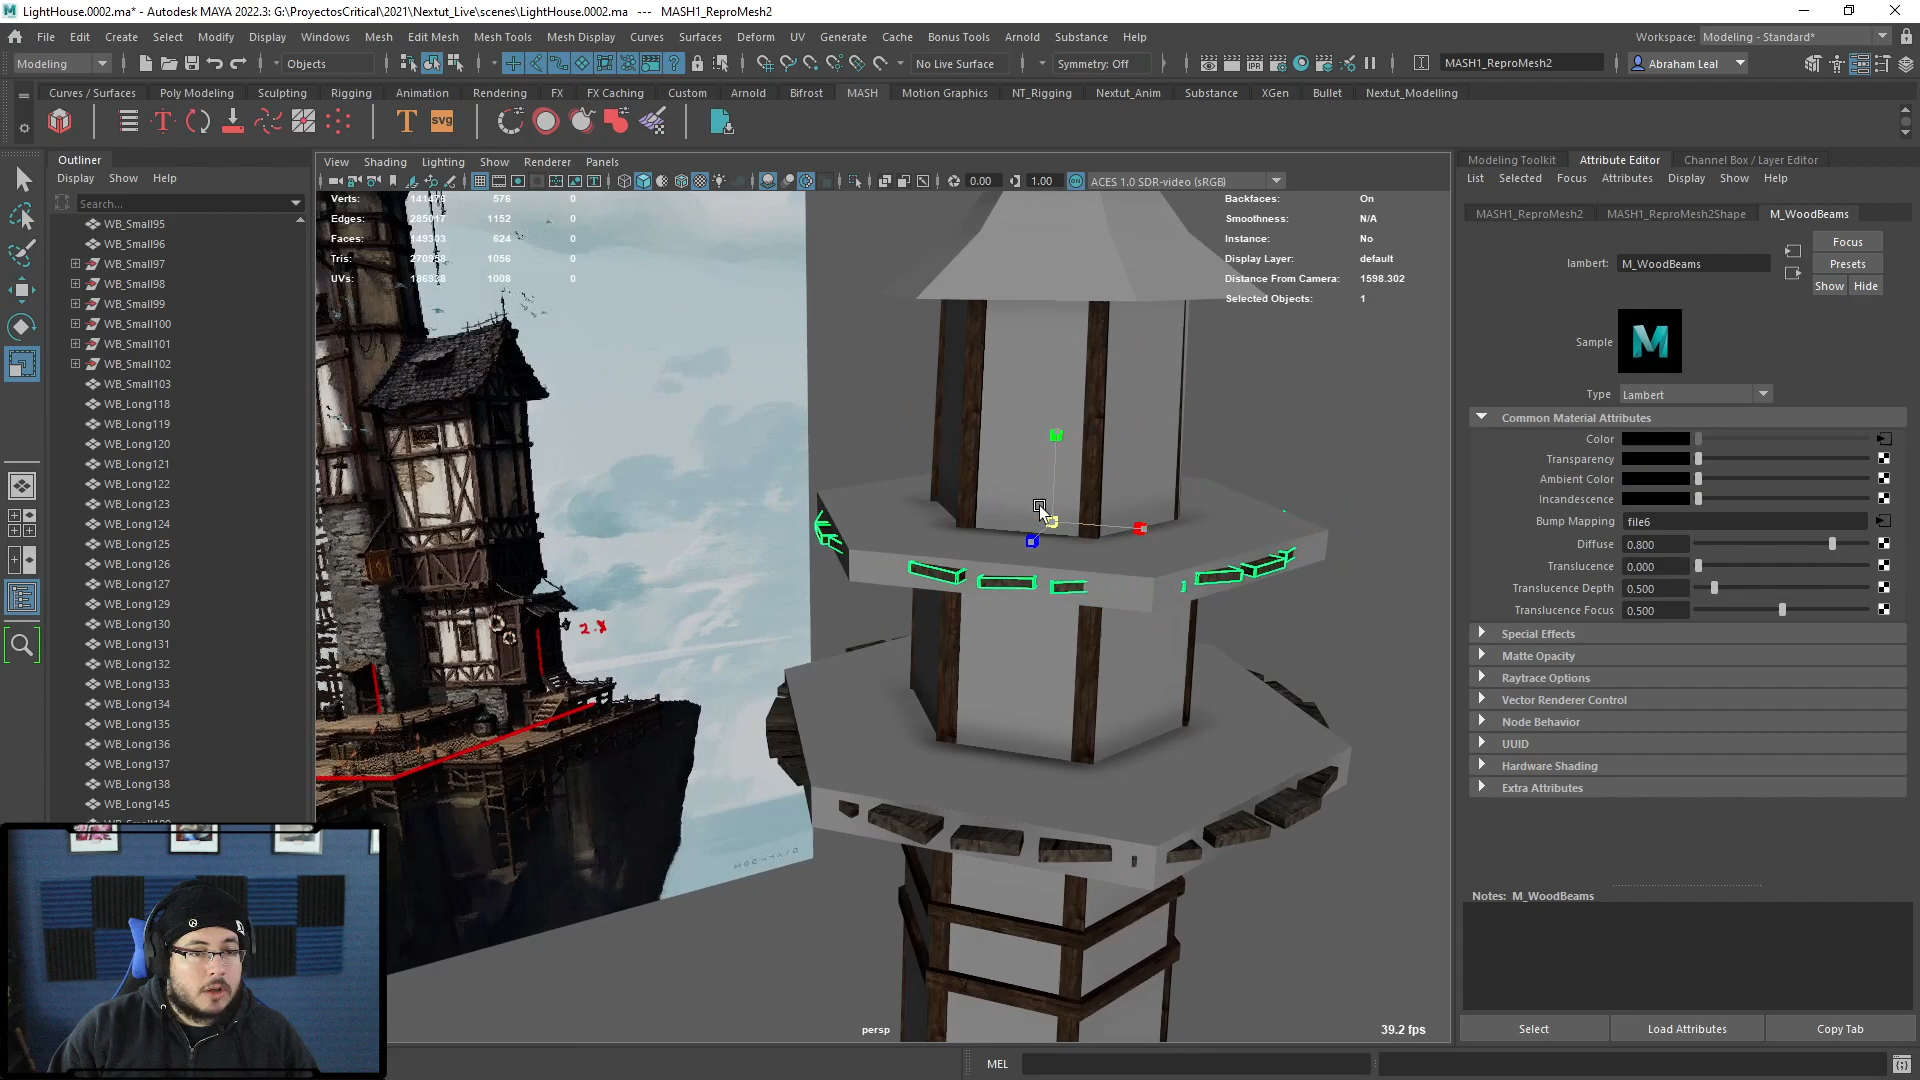 LightHouse.0002.ma* - Autodesk MAYA 2022.3: G:\ProyectosCritical\2021\Nextut_Live\scenes\LightHouse.0002.ma --- MASH1_ReproMesh2
File Edit Create Select Modify Display Windows Mesh Edit Mesh Mesh Tools Mesh Display Curves Surfaces Deform UV Generate Cache Bonus Tools Arnold Substance Help
Workspace: Modeling - Standard*
Modeling Objects No Live Surface Symmetry: Off MASH1_ReproMesh2 Abraham Leal
Curves / Surfaces Poly Modeling Sculpting Rigging Animation Rendering FX FX Caching Custom Arnold Bifrost MASH Motion Graphics NT_Rigging Nextut_Anim Substance XGen Bullet Nextut_Modelling
T T svg
Outliner
Display Show Help
Search...
WB_Small95
WB_Small96
WB_Small97
WB_Small98
WB_Small99
WB_Small100
WB_Small101
WB_Small102
WB_Small103
WB_Long118
WB_Long119
WB_Long120
WB_Long121
WB_Long122
WB_Long123
WB_Long124
WB_Long125
WB_Long126
WB_Long127
WB_Long129
WB_Long130
WB_Long131
WB_Long132
WB_Long133
WB_Long134
WB_Long135
WB_Long136
WB_Long137
WB_Long138
WB_Long145
View Shading Lighting Show Renderer Panels
0.00 1.00 ACES 1.0 SDR-video (sRGB)
Verts: 141476 576 0
Edges: 285017 1152 0
Faces: 149303 624 0
Tris: 270958 1056 0
UVs: 186938 1008 0
Backfaces: On
Smoothness: N/A
Instance: No
Display Layer: default
Distance From Camera: 1598.302
Selected Objects: 1
persp
39.2 fps
MEL
Modeling Toolkit Attribute Editor Channel Box / Layer Editor
List Selected Focus Attributes Display Show Help
MASH1_ReproMesh2 MASH1_ReproMesh2Shape M_WoodBeams
Focus
lambert: M_WoodBeams
Presets
Show Hide
Sample
Type Lambert
Common Material Attributes
Color
Transparency
Ambient Color
Incandescence
Bump Mapping file6
Diffuse 0.800
Translucence 0.000
Translucence Depth 0.500
Translucence Focus 0.500
Special Effects
Matte Opacity
Raytrace Options
Vector Renderer Control
Node Behavior
UUID
Hardware Shading
Extra Attributes
Notes: M_WoodBeams
Select Load Attributes Copy Tab